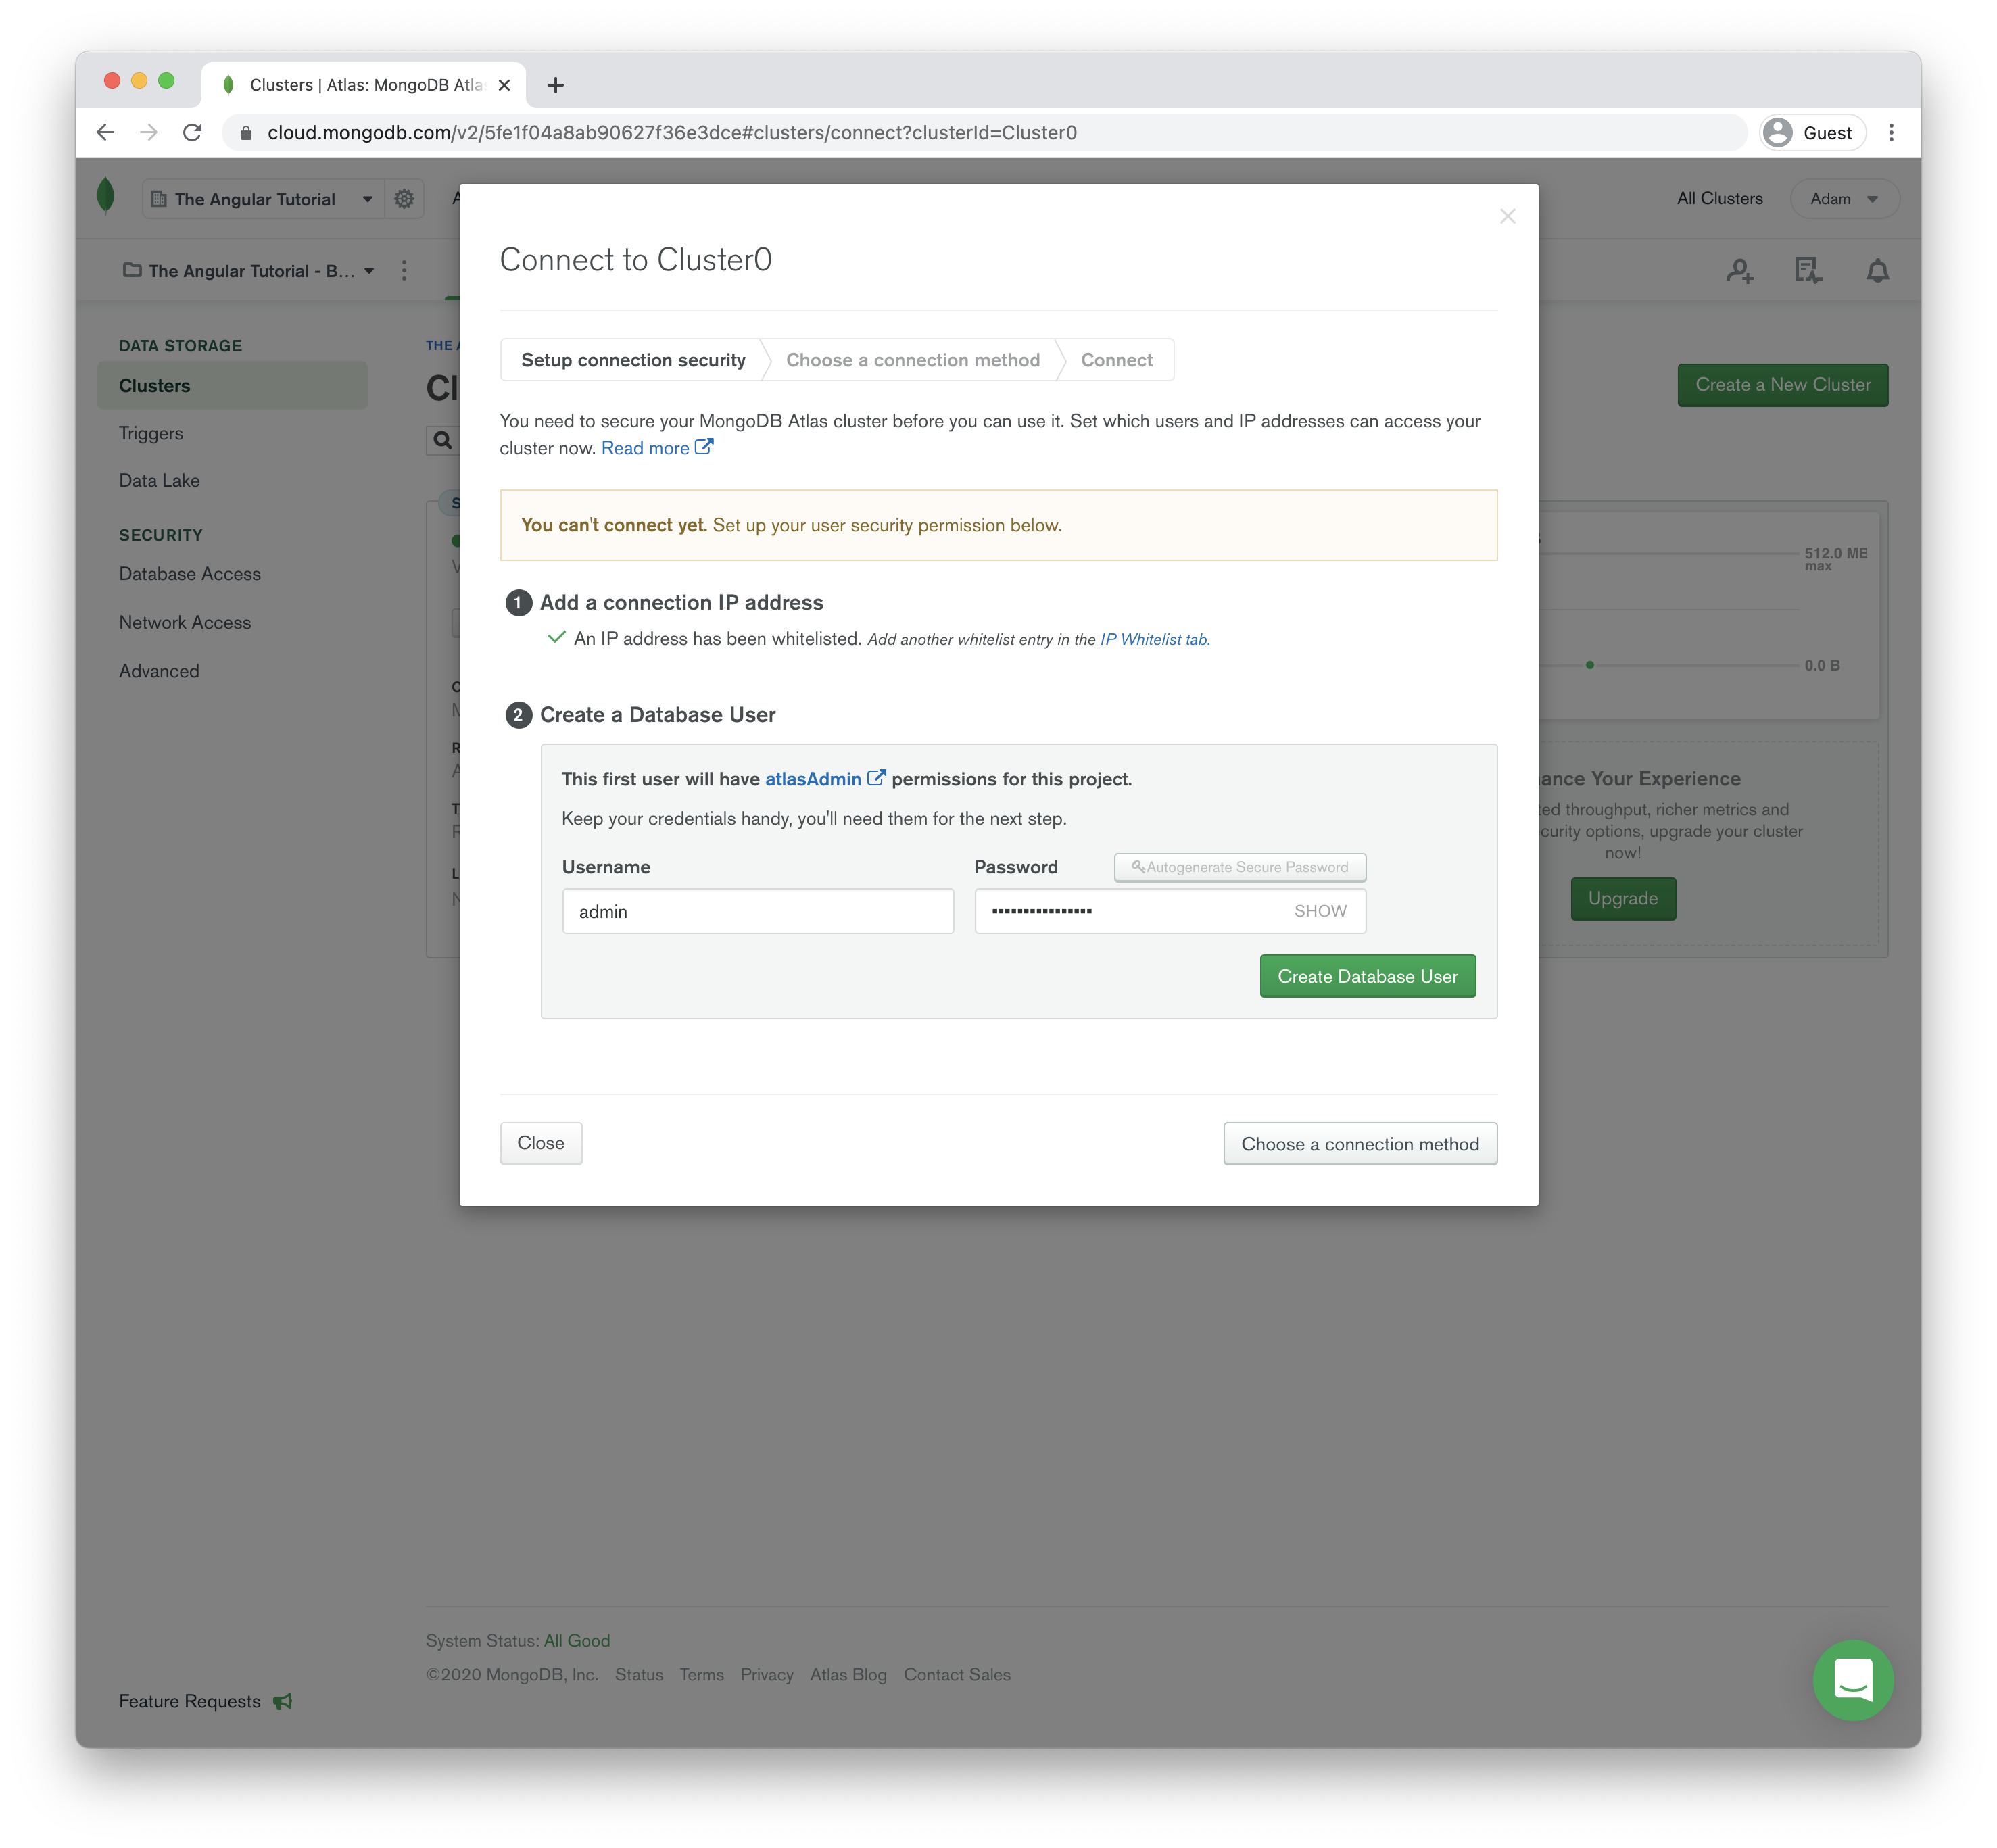 Clusters | Atlas: MongoDB Atla
cloud.mongodb.com/v2/5fe1f04a8ab90627f36e3dce#clusters/connect?clusterId=Cluster0
Guest
The Angular Tutorial
All Clusters
Adam
The Angular Tutorial - B...
DATA STORAGE
Clusters
Triggers
Data Lake
SECURITY
Database Access
Network Access
Advanced
Feature Requests
THE
Cl
Create a New Cluster
Connect to Cluster0
Setup connection security
Choose a connection method
Connect
You need to secure your MongoDB Atlas cluster before you can use it. Set which users and IP addresses can access your
cluster now. Read more
You can't connect yet. Set up your user security permission below.
1 Add a connection IP address
An IP address has been whitelisted. Add another whitelist entry in the IP Whitelist tab.
2 Create a Database User
This first user will have atlasAdmin permissions for this project.
Keep your credentials handy, you'll need them for the next step.
Username
Password
Autogenerate Secure Password
admin
••••••••••••••••
SHOW
Create Database User
Close
Choose a connection method
512.0 MB
max
0.0 B
ance Your Experience
ted throughput, richer metrics and
curity options, upgrade your cluster
now!
Upgrade
System Status: All Good
©2020 MongoDB, Inc. Status Terms Privacy Atlas Blog Contact Sales